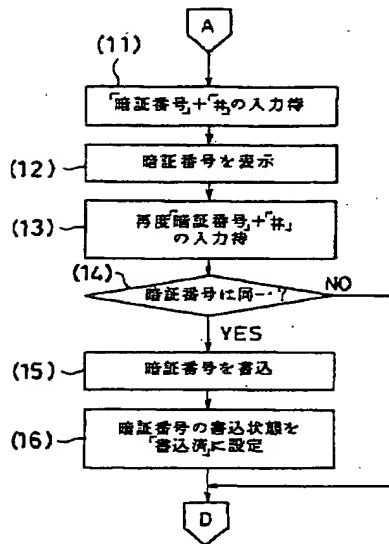 A
(11)
「暗証番号」+「#」の入力待
(12)
暗証番号を表示
(13)
再度「暗証番号」+「#」
の入力待
(14)
暗証番号は同一?
NO
YES
(15)
暗証番号を書込
(16)
暗証番号の書込状態を
「書込済」に設定
D